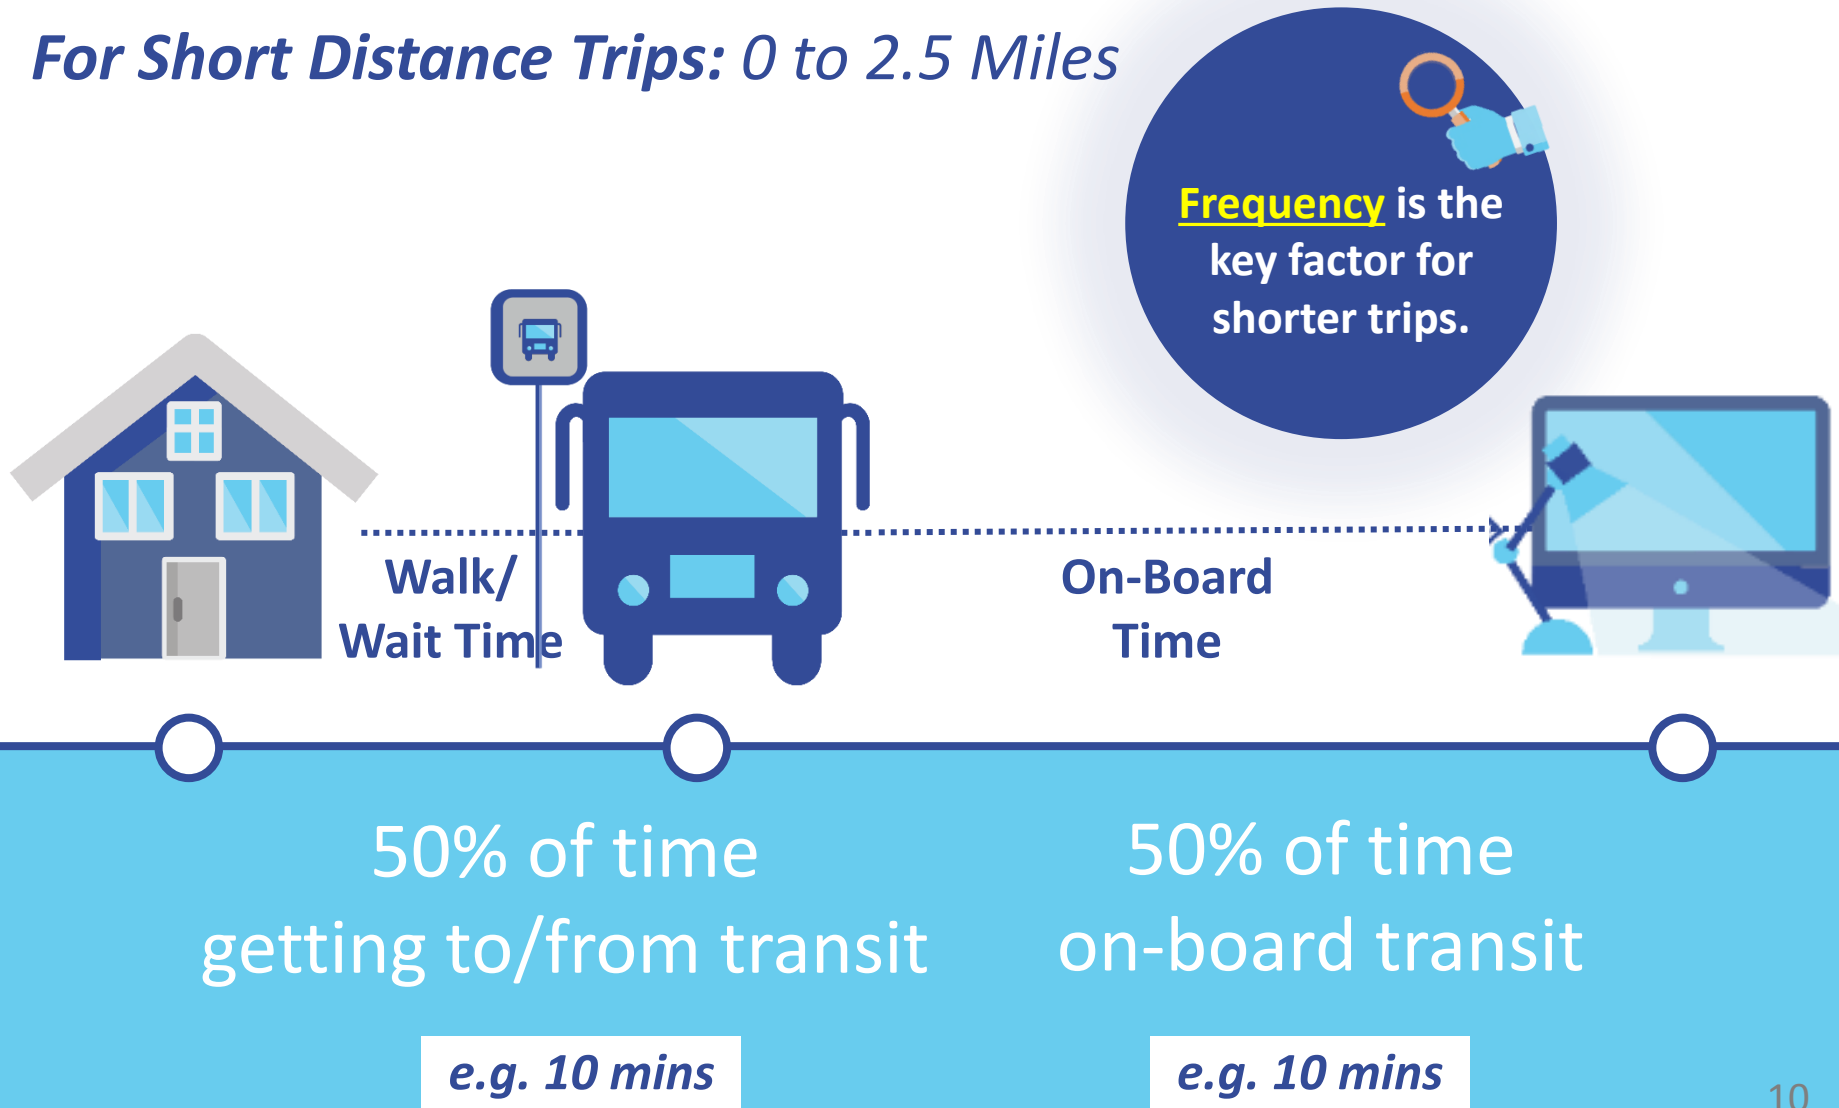 For Short Distance Trips: 0 to 2.5 Miles
Frequency is the
key factor for
shorter trips.
Walk/
Wait Time
On-Board
Time
50% of time
getting to/from transit
e.g. 10 mins
50% of time
on-board transit
e.g. 10 mins
10